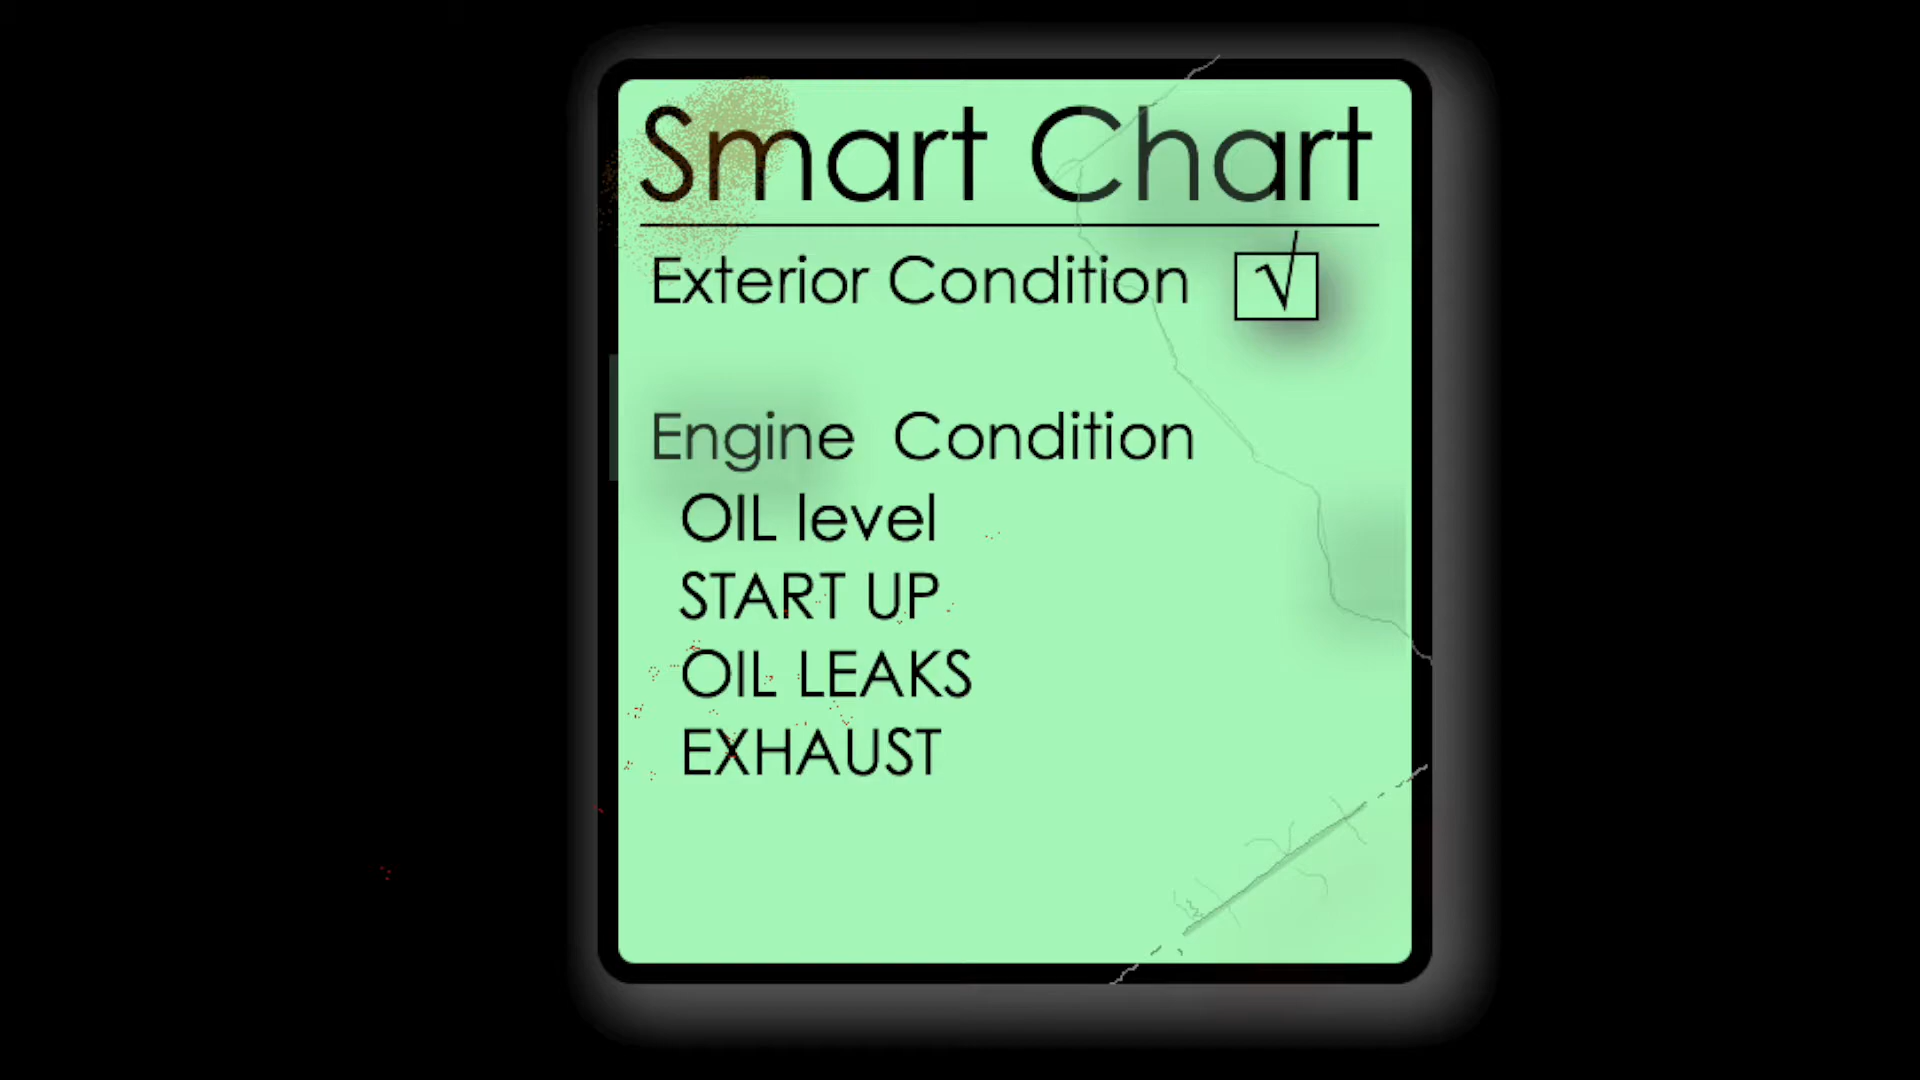 Smart Chart
Exterior Condition √
Engine Condition
OIL level
START UP
OIL LEAKS
EXHAUST